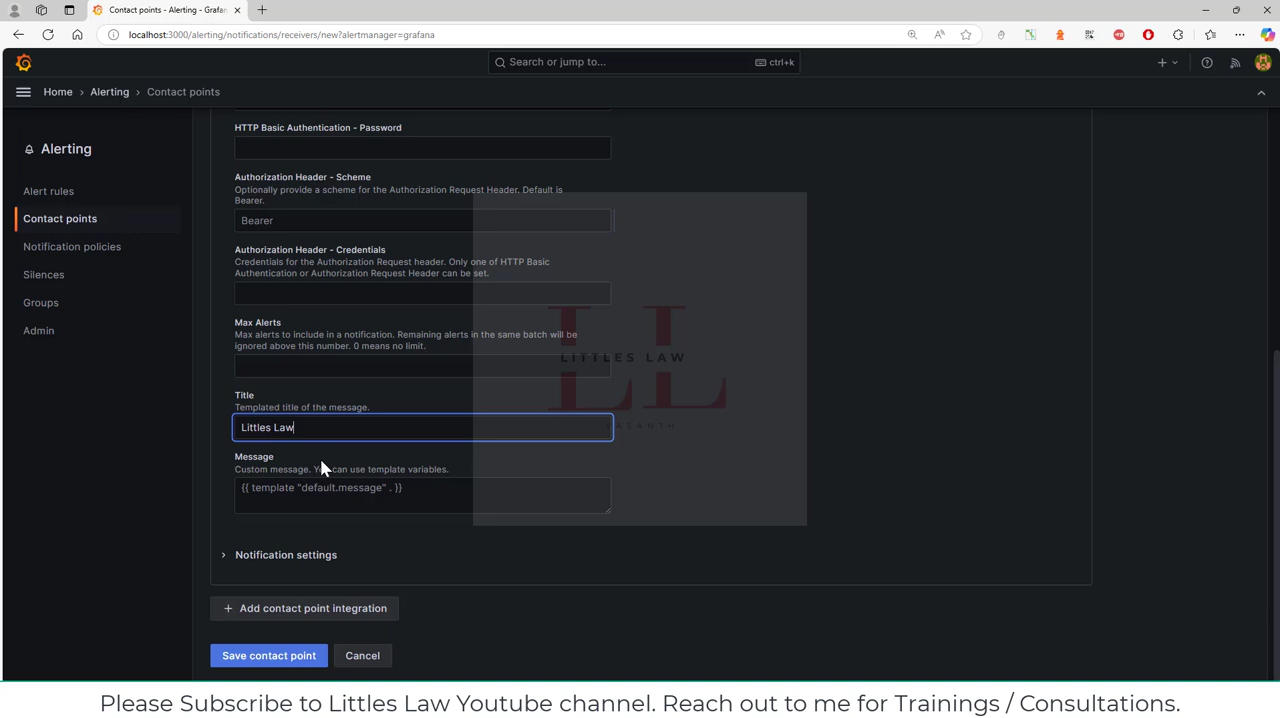 Contact points - Alerting - Grafan
localhost:3000/alerting/notifications/receivers/new?alertmanager=grafana
Search or jump to...
ctrl+k
Home › Alerting › Contact points
Alerting
Alert rules
Contact points
Notification policies
Silences
Groups
Admin
HTTP Basic Authentication - Password
Authorization Header - Scheme
Optionally provide a scheme for the Authorization Request Header. Default is
Bearer.
Bearer
Authorization Header - Credentials
Credentials for the Authorization Request header. Only one of HTTP Basic
Authentication or Authorization Request Header can be set.
Max Alerts
Max alerts to include in a notification. Remaining alerts in the same batch will be
ignored above this number. 0 means no limit.
Title
Templated title of the message.
Littles Law
Message
Custom message. You can use template variables.
{{ template "default.message" . }}
Notification settings
+ Add contact point integration
Save contact point
Cancel
LL
LITTLES LAW
VASANTH
Please Subscribe to Littles Law Youtube channel. Reach out to me for Trainings / Consultations.